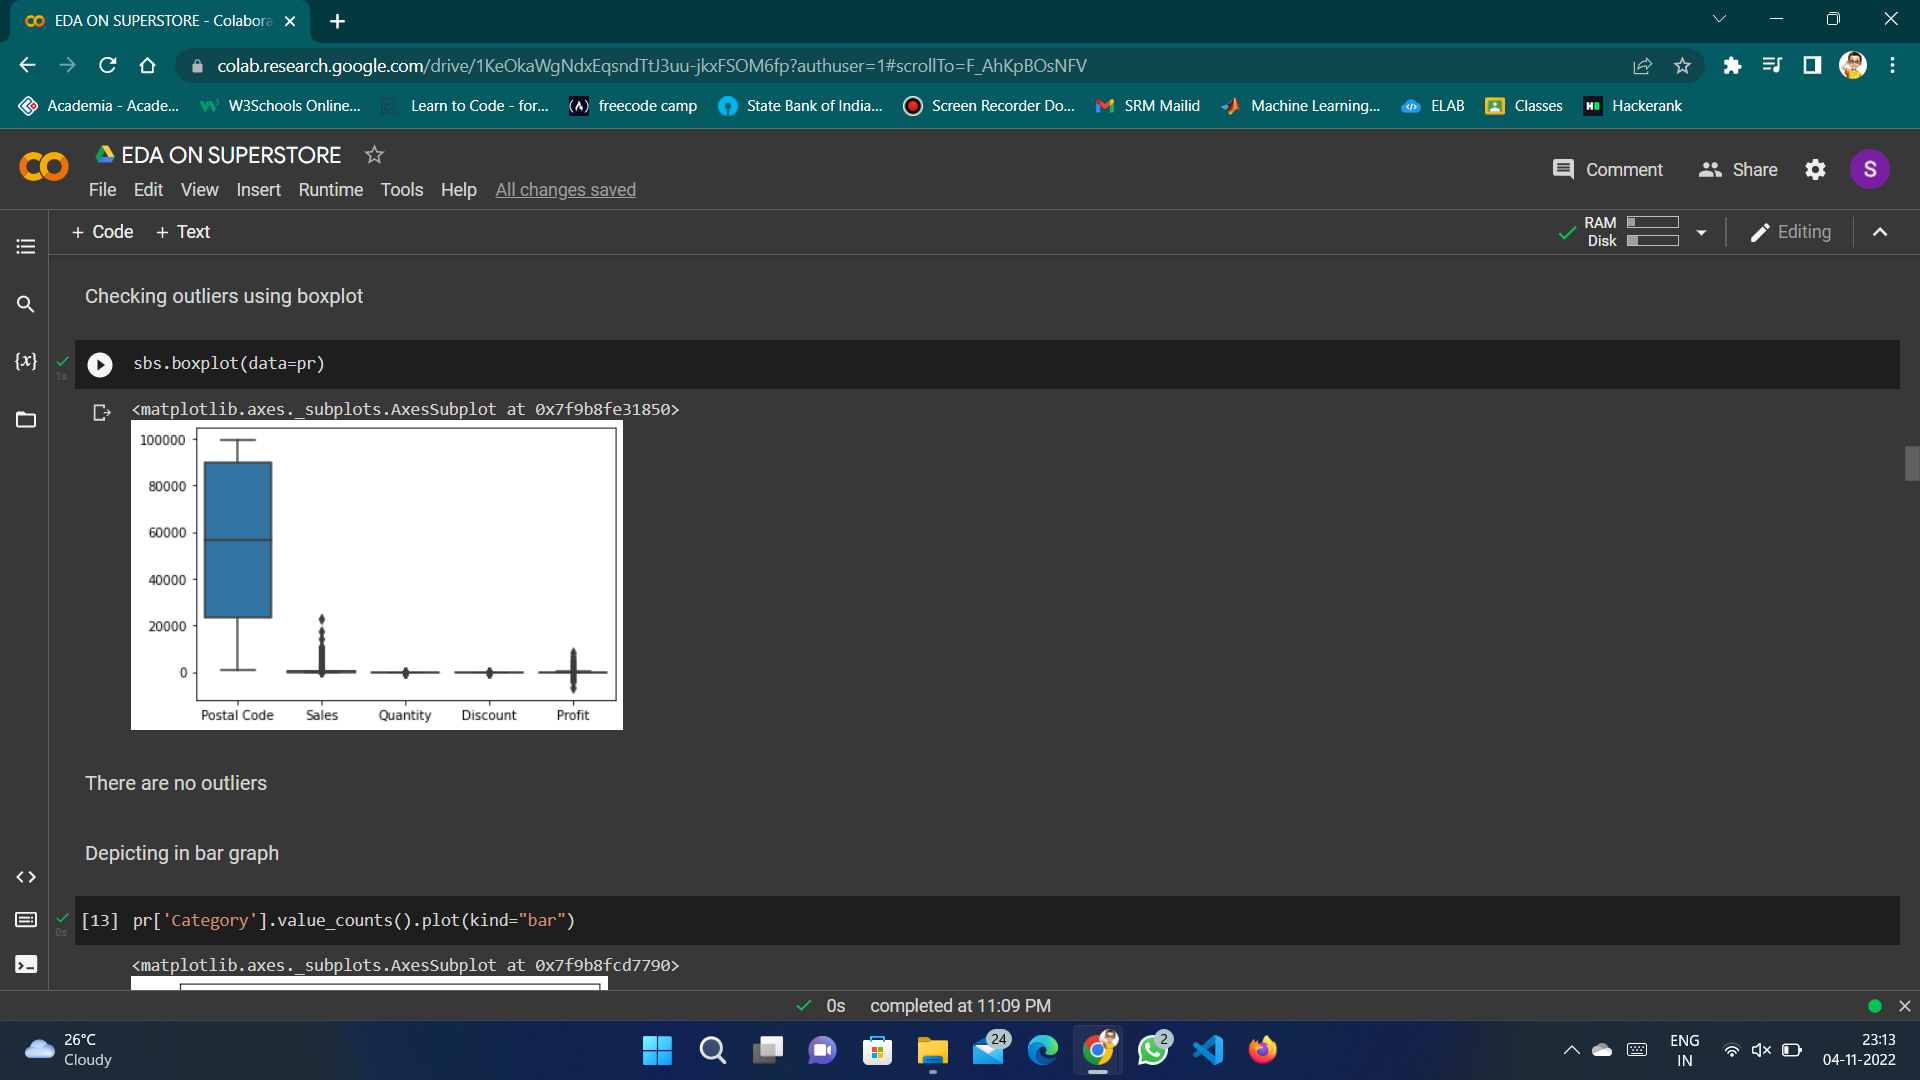 EDA ON SUPERSTORE - Colabora
colab.research.google.com/drive/1KeOkaWgNdxEqsndTtJ3uu-jkxFSOM6fp?authuser=1#scrollTo=F_AhKpBOsNFV
Academia - Acade... W3Schools Online... Learn to Code - for... freecode camp State Bank of India... Screen Recorder Do... SRM Mailid Machine Learning... ELAB Classes Hackerank
EDA ON SUPERSTORE
Comment Share S
File Edit View Insert Runtime Tools Help All changes saved
+ Code + Text
RAM
Disk
Editing
Checking outliers using boxplot
{x}
1s
sbs.boxplot(data=pr)
<matplotlib.axes._subplots.AxesSubplot at 0x7f9b8fe31850>
100000
80000
60000
40000
20000
0
Postal Code Sales Quantity Discount Profit
There are no outliers
Depicting in bar graph
0s
[13] pr['Category'].value_counts().plot(kind="bar")
<matplotlib.axes._subplots.AxesSubplot at 0x7f9b8fcd7790>
0s completed at 11:09 PM
26°C
Cloudy
24
2
ENG
IN
23:13
04-11-2022